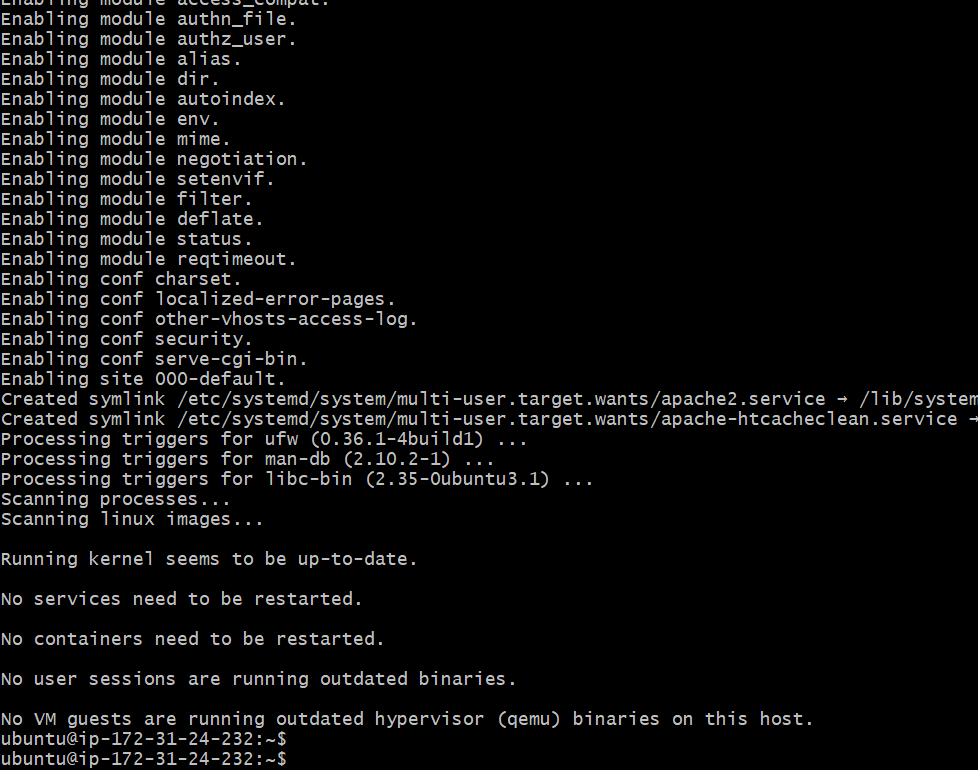 Enabling module access_compat.
Enabling module authn_file.
Enabling module authz_user.
Enabling module alias.
Enabling module dir.
Enabling module autoindex.
Enabling module env.
Enabling module mime.
Enabling module negotiation.
Enabling module setenvif.
Enabling module filter.
Enabling module deflate.
Enabling module status.
Enabling module reqtimeout.
Enabling conf charset.
Enabling conf localized-error-pages.
Enabling conf other-vhosts-access-log.
Enabling conf security.
Enabling conf serve-cgi-bin.
Enabling site 000-default.
Created symlink /etc/systemd/system/multi-user.target.wants/apache2.service → /lib/system
Created symlink /etc/systemd/system/multi-user.target.wants/apache-htcacheclean.service →
Processing triggers for ufw (0.36.1-4build1) ...
Processing triggers for man-db (2.10.2-1) ...
Processing triggers for libc-bin (2.35-0ubuntu3.1) ...
Scanning processes...
Scanning linux images...
Running kernel seems to be up-to-date.
No services need to be restarted.
No containers need to be restarted.
No user sessions are running outdated binaries.
No VM guests are running outdated hypervisor (qemu) binaries on this host.
ubuntu@ip-172-31-24-232:~$
ubuntu@ip-172-31-24-232:~$